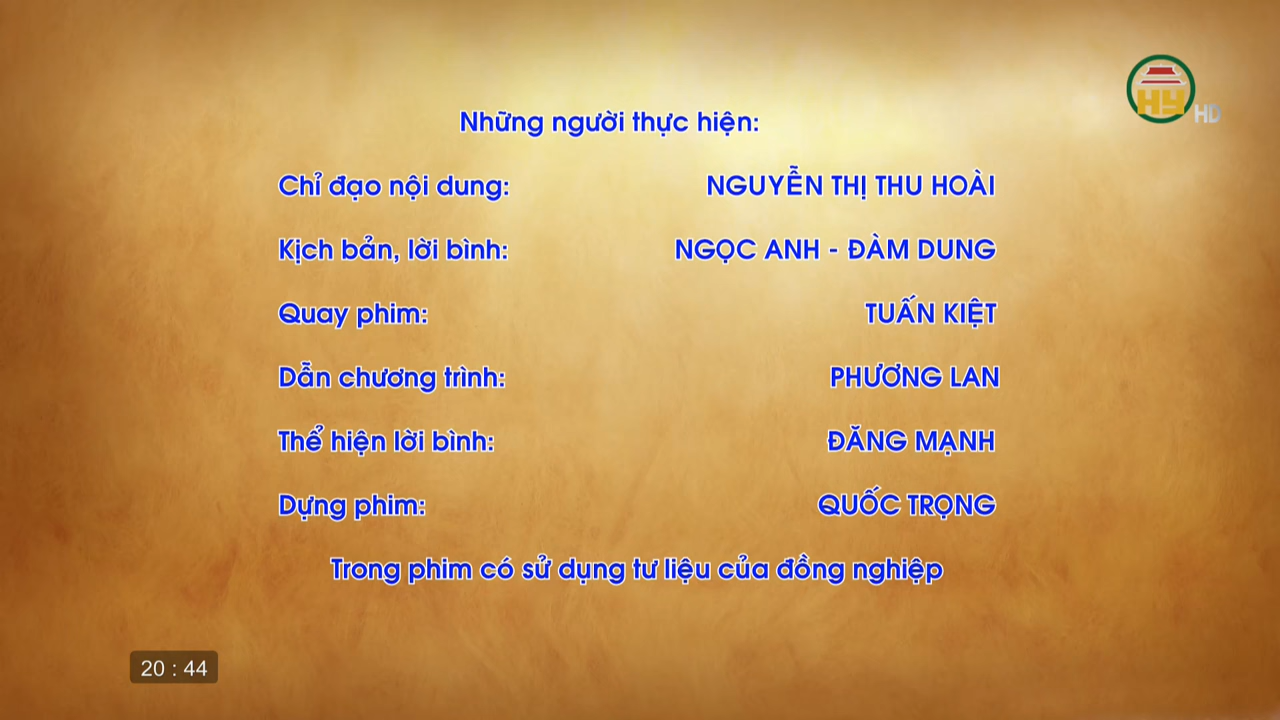 HY HD
Những người thực hiện:
Chỉ đạo nội dung: NGUYỄN THỊ THU HOÀI
Kịch bản, lời bình: NGỌC ANH - ĐÀM DUNG
Quay phim: TUẤN KIỆT
Dẫn chương trình: PHƯƠNG LAN
Thể hiện lời bình: ĐĂNG MẠNH
Dựng phim: QUỐC TRỌNG
Trong phim có sử dụng tư liệu của đồng nghiệp
20 : 44